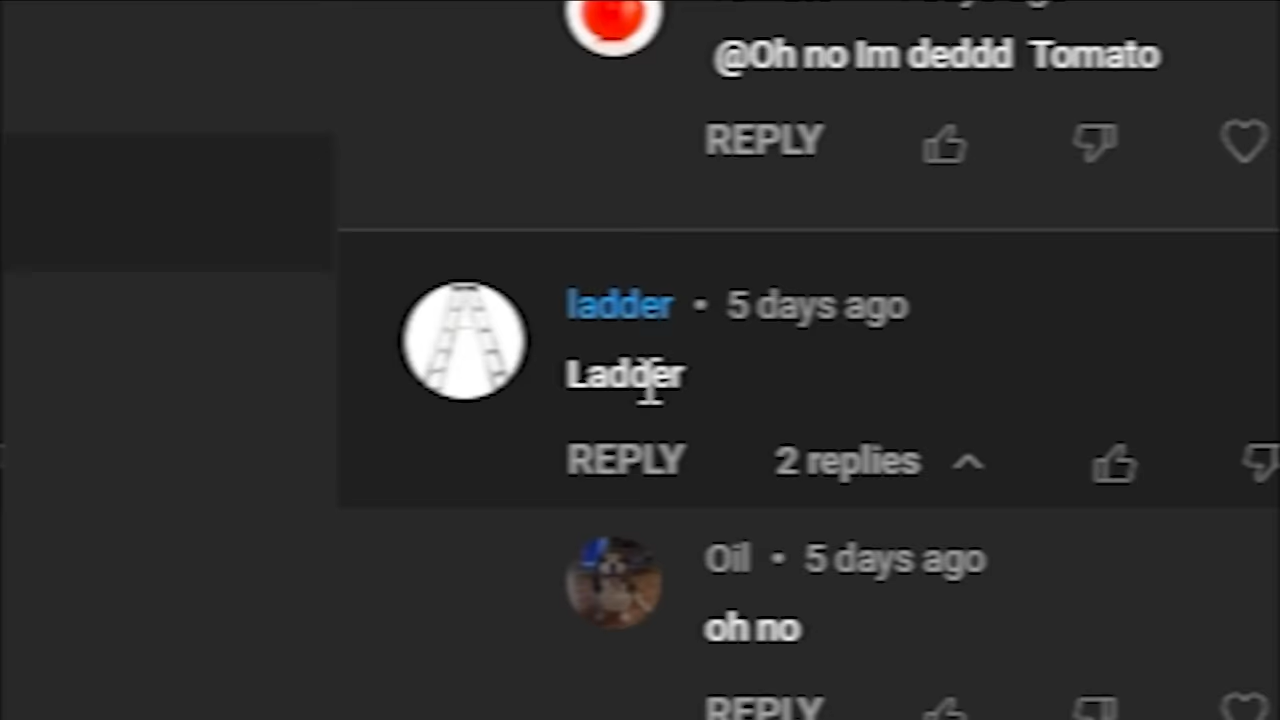 @Oh no Im deddd Tomato
REPLY
ladder • 5 days ago
Ladder
REPLY 2 replies
Oil • 5 days ago
oh no
REPLY